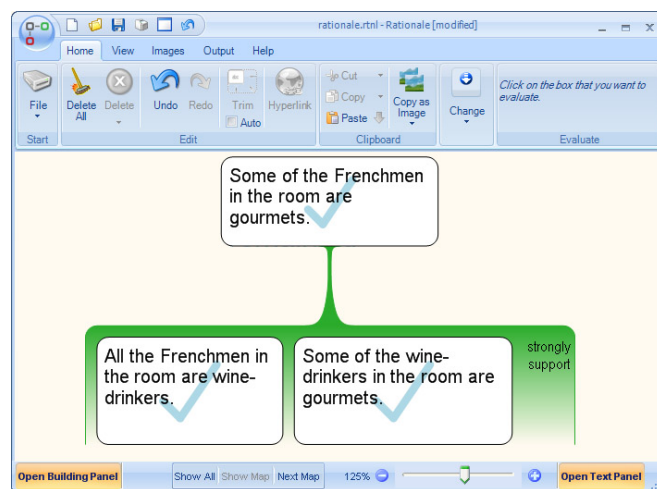 rationale.rtnl - Rationale [modified]
Home View Images Output Help
File
Start
Delete All
Delete
Undo
Redo
Trim
Auto
Hyperlink
Edit
Cut
Copy
Paste
Copy as Image
Clipboard
Change
Click on the box that you want to
evaluate.
Evaluate
Some of the Frenchmen
in the room are
gourmets.
All the Frenchmen in
the room are wine-
drinkers.
Some of the wine-
drinkers in the room are
gourmets.
strongly
support
Open Building Panel Show All Show Map Next Map 125% Open Text Panel